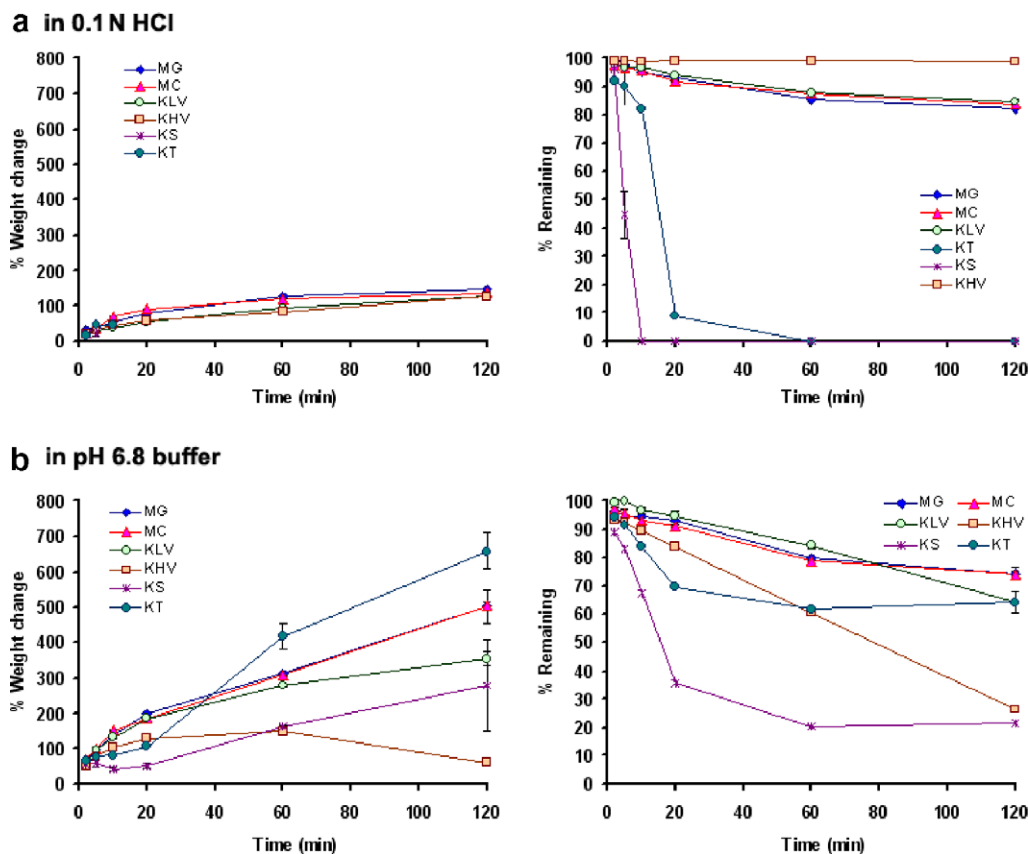 a in 0.1 N HCl
% Weight change
800
700
600
500
400
300
200
100
0
MG
MC
KLV
KHV
KS
KT
0 20 40 60 80 100 120
Time (min)
% Remaining
100
90
80
70
60
50
40
30
20
10
0
MG
MC
KLV
KT
KS
KHV
0 20 40 60 80 100 120
Time (min)
b in pH 6.8 buffer
% Weight change
800
700
600
500
400
300
200
100
0
MG
MC
KLV
KHV
KS
KT
0 20 40 60 80 100 120
Time (min)
% Remaining
100
90
80
70
60
50
40
30
20
10
0
MG MC
KLV KHV
KS KT
0 20 40 60 80 100 120
Time (min)